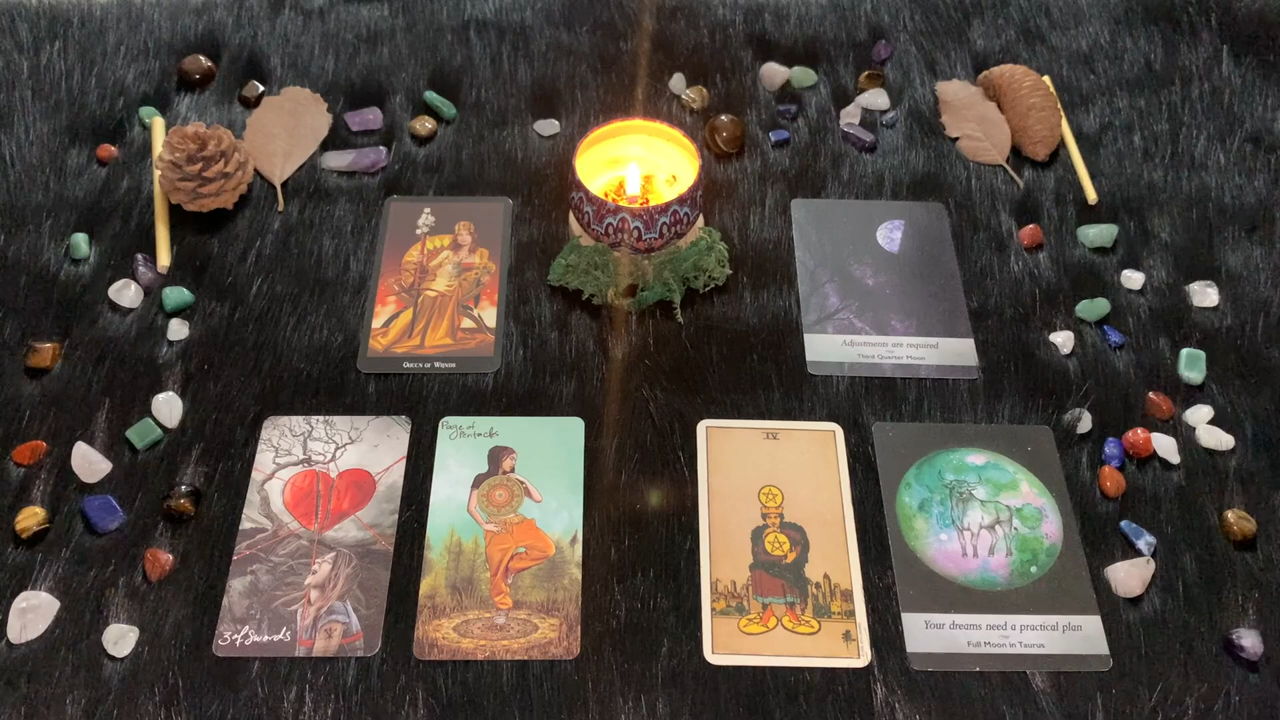 Queen of Wands
Adjustments are required
Third Quarter Moon
3 of Swords
Page of
Pentacles
IV
Your dreams need a practical plan
Full Moon in Taurus